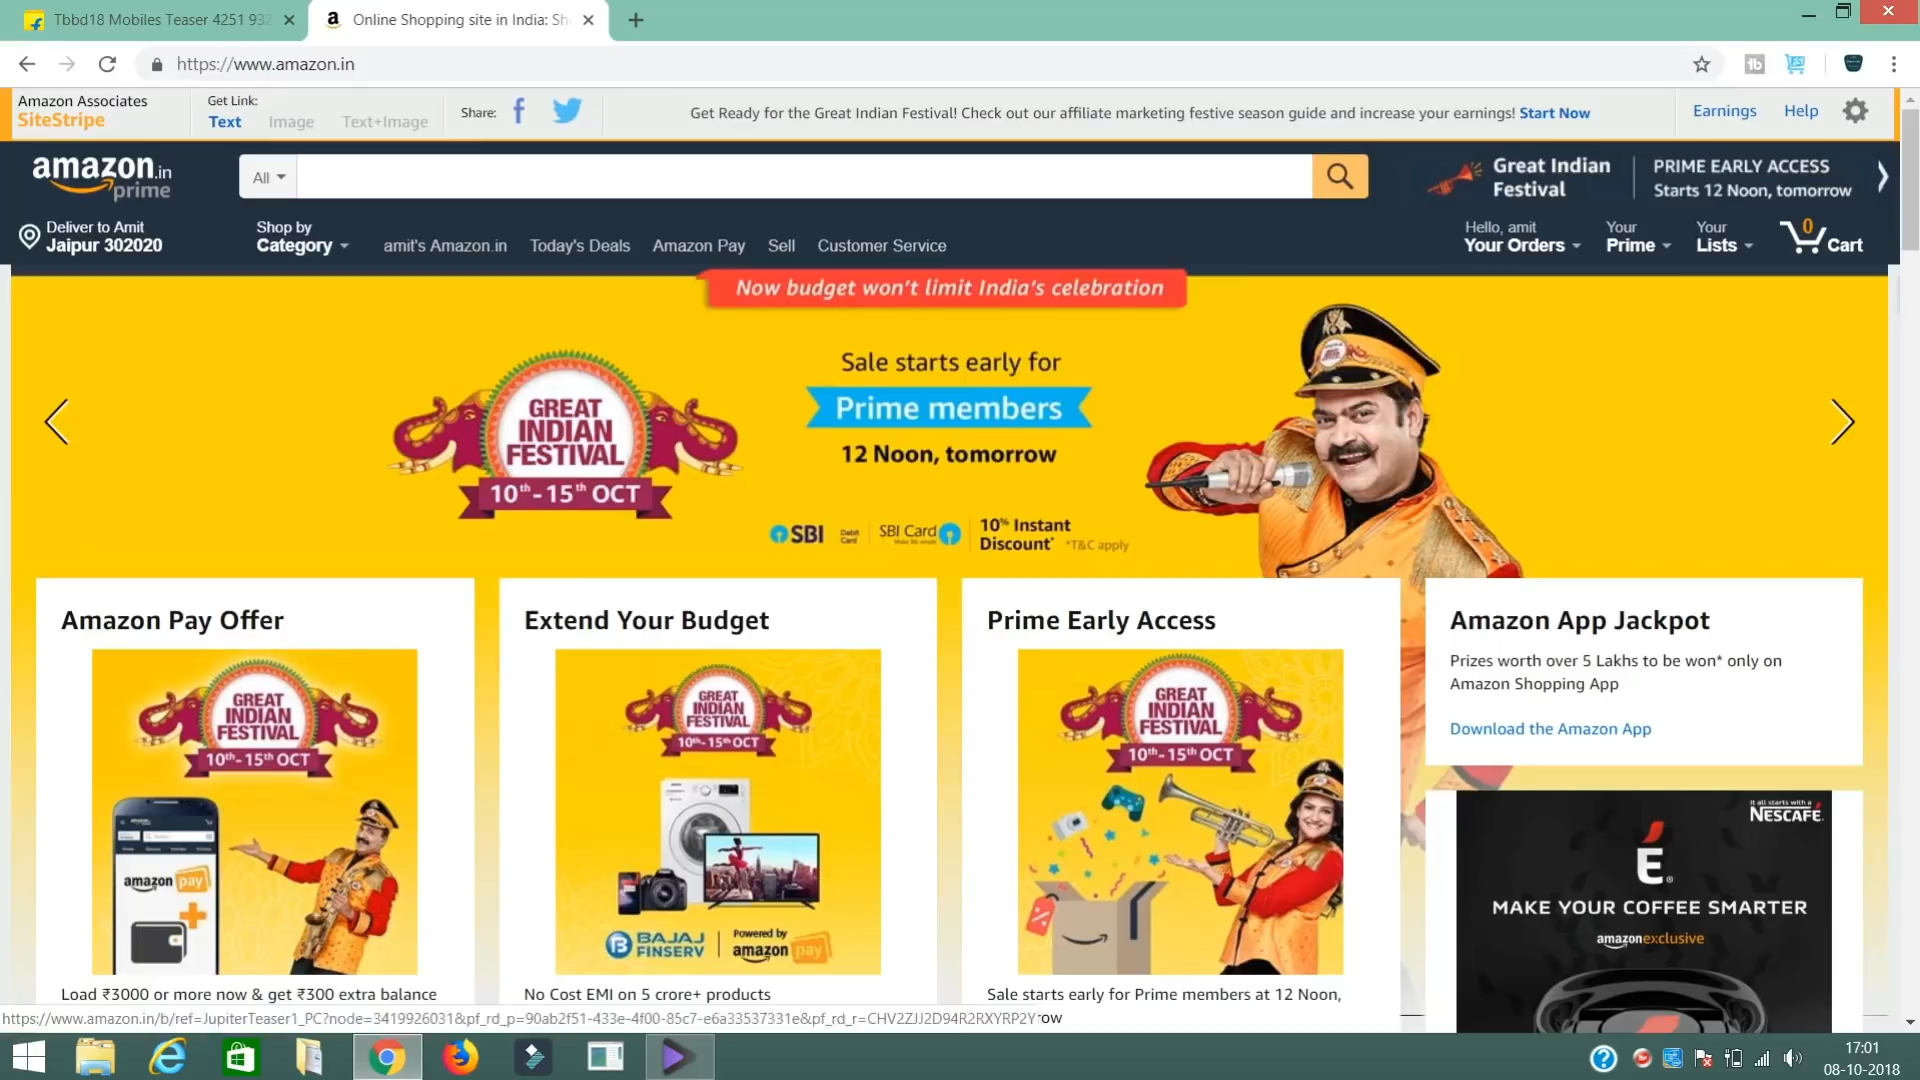 Tbbd18 Mobiles Teaser 4251 932
Online Shopping site in India: Sh
https://www.amazon.in
Amazon Associates
SiteStripe
Get Link:
Text Image Text+Image
Share:
Get Ready for the Great Indian Festival! Check out our affiliate marketing festive season guide and increase your earnings! Start Now
Earnings Help
amazon.in
prime
All
Great Indian
Festival
PRIME EARLY ACCESS
Starts 12 Noon, tomorrow
Deliver to Amit
Jaipur 302020
Shop by
Category
amit's Amazon.in Today's Deals Amazon Pay Sell Customer Service
Hello, amit
Your Orders
Your
Prime
Your
Lists
0
Cart
Now budget won't limit India's celebration
GREAT
INDIAN
FESTIVAL
10th - 15th OCT
Sale starts early for
Prime members
12 Noon, tomorrow
SBI Debit Card
SBI Card
10% Instant
Discount* *T&C apply
Amazon Pay Offer
GREAT
INDIAN
FESTIVAL
10th - 15th OCT
amazon pay
Load ₹3000 or more now & get ₹300 extra balance
Extend Your Budget
GREAT
INDIAN
FESTIVAL
10th - 15th OCT
BAJAJ
FINSERV
Powered by
amazon pay
No Cost EMI on 5 crore+ products
Prime Early Access
GREAT
INDIAN
FESTIVAL
10th - 15th OCT
Sale starts early for Prime members at 12 Noon,
row
Amazon App Jackpot
Prizes worth over 5 Lakhs to be won* only on
Amazon Shopping App
Download the Amazon App
It all starts with a
NESCAFÉ
É
MAKE YOUR COFFEE SMARTER
amazonexclusive
https://www.amazon.in/b/ref=JupiterTeaser1_PC?node=3419926031&pf_rd_p=90ab2f51-433e-4f00-85c7-e6a33537331e&pf_rd_r=CHV2ZJJ2D94R2RXYRP2Y
17:01
08-10-2018